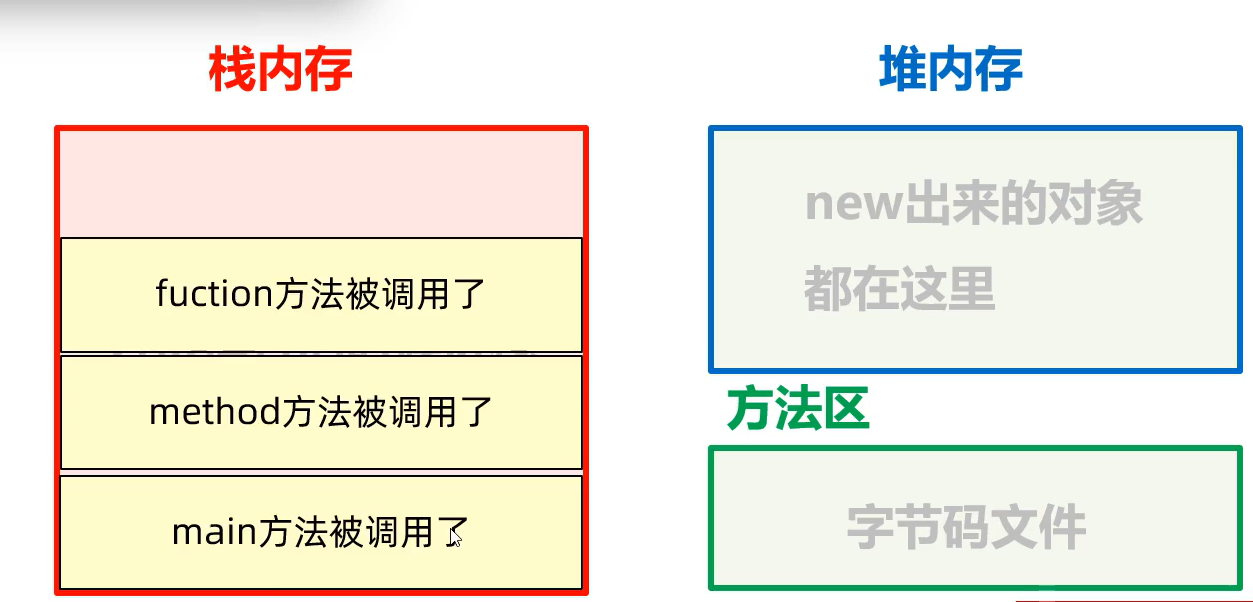 栈内存
fuction方法被调用了
method方法被调用了
main方法被调用了
堆内存
new出来的对象
都在这里
方法区
字节码文件